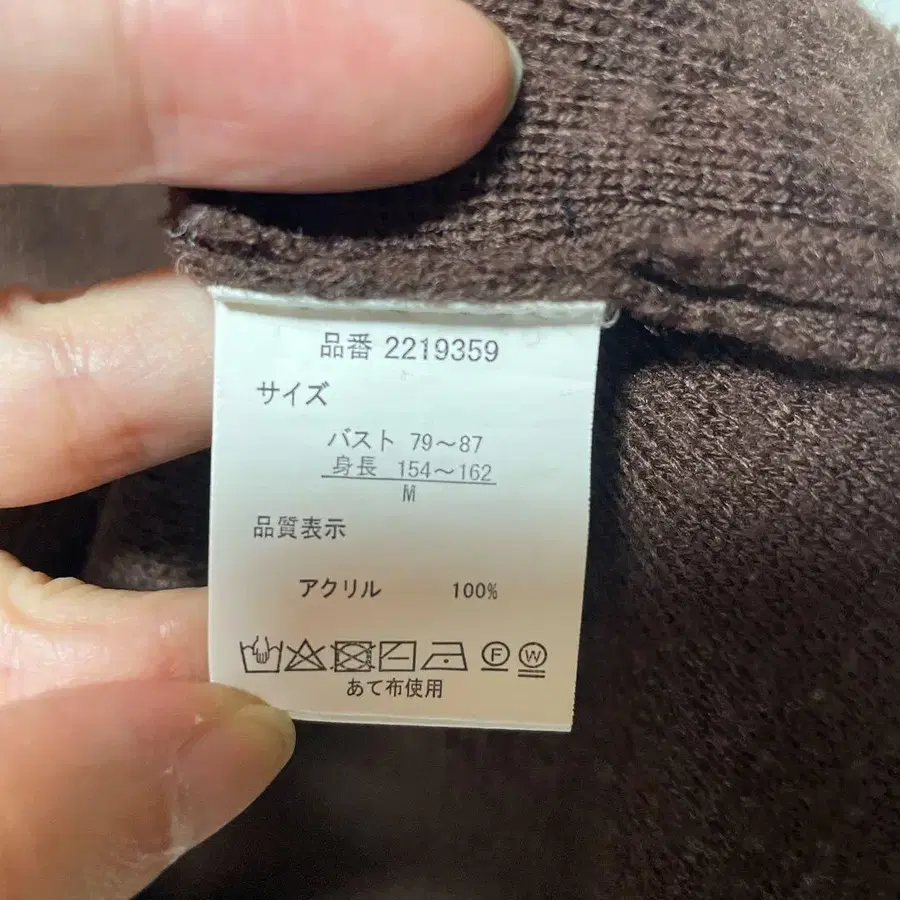 品番 2219359
サイズ
バスト 79～87
身長 154～162
M
品質表示
アクリル 100%
F W
あて布使用